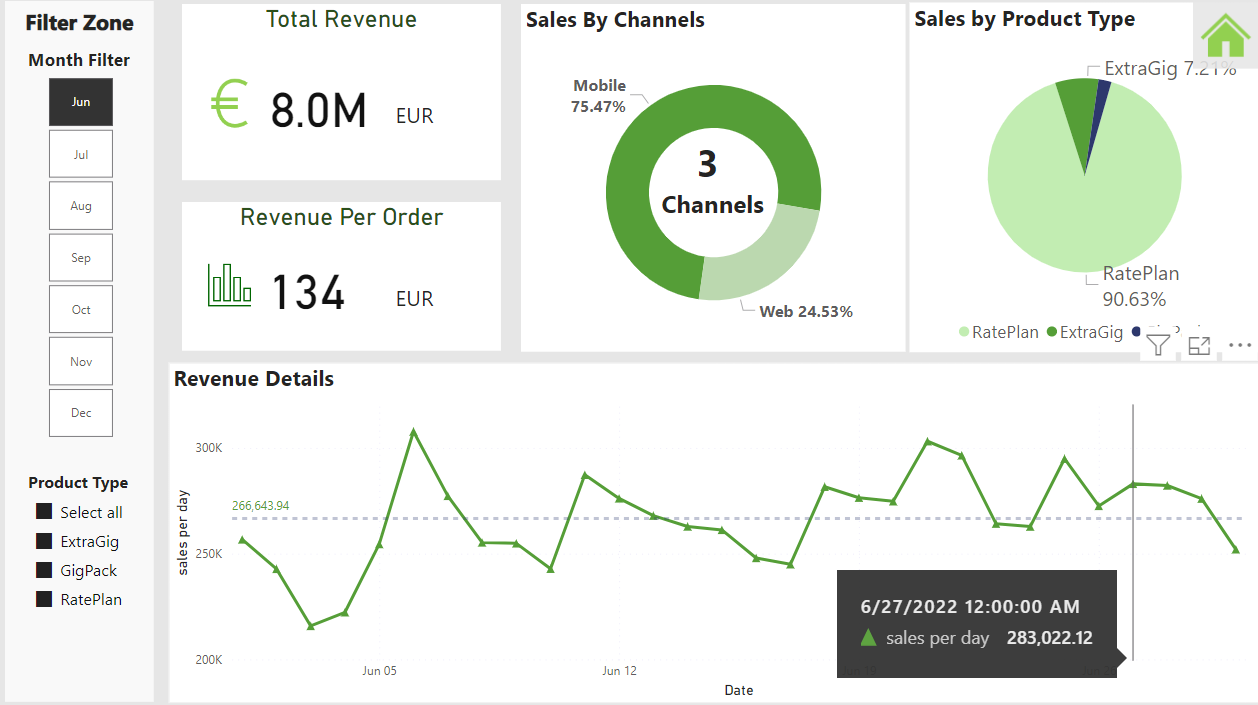 Filter Zone
Month Filter
Jun
Jul
Aug
Sep
Oct
Nov
Dec
Product Type
Select all
ExtraGig
GigPack
RatePlan
Total Revenue
€
8.0M EUR
Revenue Per Order
134 EUR
Sales By Channels
Mobile
75.47%
3
Channels
Web 24.53%
Sales by Product Type
ExtraGig 7.21%
RatePlan
90.63%
RatePlan ExtraGig
Revenue Details
300K
266,643.94
250K
200K
sales per day
6/27/2022 12:00:00 AM
sales per day 283,022.12
Jun 05 Jun 12
Date